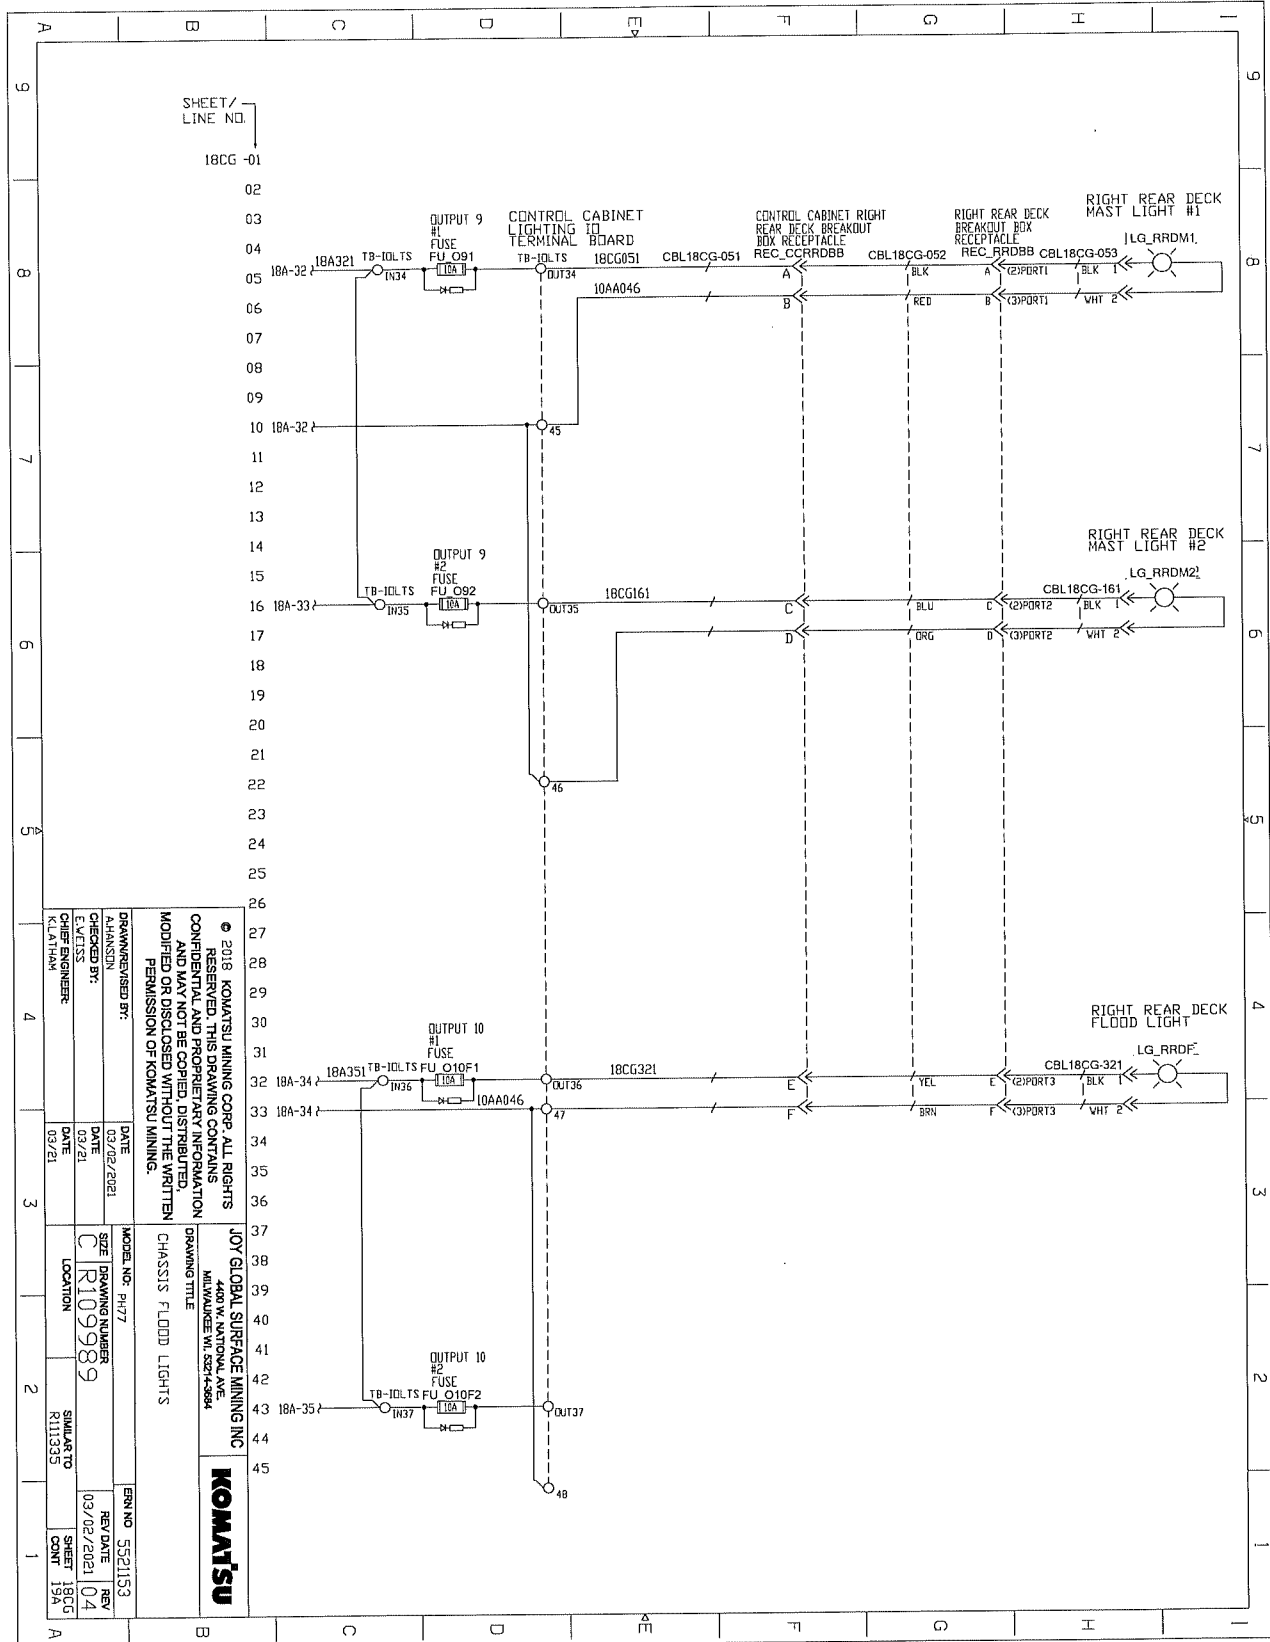 A B C D E F G H I
9 9
SHEET/
LINE NO.
18CG -01
02
03
04
05
06
07
08
09
10 18A-32
11
12
13
14
15
16 18A-33
17
18
19
20
21
22
23
24
25
26
27
28
29
30
31
32 18A-34
33 18A-34
34
35
36
37
38
39
40
41
42
43 18A-35
44
45
18A-32
18A321
TB-IOLTS
IN34
OUTPUT 9
#1
FUSE
FU_O91
10A
CONTROL CABINET
LIGHTING IO
TERMINAL BOARD
TB-IOLTS
OUT34
18CG051
CBL18CG-051
CONTROL CABINET RIGHT
REAR DECK BREAKOUT
BOX RECEPTACLE
REC_CCRRDBB
A
CBL18CG-052
BLK
RIGHT REAR DECK
BREAKOUT BOX
RECEPTACLE
REC_RRDBB
A (2)PORT1
CBL18CG-053
BLK 1
RIGHT REAR DECK
MAST LIGHT #1
LG_RRDM1
10AA046
B
RED
B (3)PORT1
WHT 2
45
TB-IOLTS
IN35
OUTPUT 9
#2
FUSE
FU_O92
10A
OUT35
18CG161
C
BLU
C (2)PORT2
CBL18CG-161
BLK 1
RIGHT REAR DECK
MAST LIGHT #2
LG_RRDM2
D
ORG
D (3)PORT2
WHT 2
46
18A351
TB-IOLTS
IN36
OUTPUT 10
#1
FUSE
FU_O10F1
10A
OUT36
18CG321
E
YEL
E (2)PORT3
CBL18CG-321
BLK 1
RIGHT REAR DECK
FLOOD LIGHT
LG_RRDF
10AA046
47
F
BRN
F (3)PORT3
WHT 2
TB-IOLTS
IN37
OUTPUT 10
#2
FUSE
FU_O10F2
10A
OUT37
48
8 8
7 7
6 6
5 5
4 4
3 3
2 2
1 1
A B C D E F G H I
© 2018 KOMATSU MINING CORP. ALL RIGHTS
RESERVED. THIS DRAWING CONTAINS
CONFIDENTIAL AND PROPRIETARY INFORMATION
AND MAY NOT BE COPIED, DISTRIBUTED,
MODIFIED OR DISCLOSED WITHOUT THE WRITTEN
PERMISSION OF KOMATSU MINING.
DRAWN/REVISED BY:
A.HANSON
DATE
03/02/2021
CHECKED BY:
E.WEISS
DATE
03/21
CHIEF ENGINEER:
K.LATHAM
DATE
03/21
JOY GLOBAL SURFACE MINING INC
4400 W. NATIONAL AVE.
MILWAUKEE WI. 53214-3684
KOMATSU
DRAWING TITLE
CHASSIS FLOOD LIGHTS
MODEL NO: PH77
ERN NO 5521153
SIZE
C
DRAWING NUMBER
R109989
REV DATE
03/02/2021
REV
04
LOCATION
SIMILAR TO
R111335
SHEET 18CG
CONT 19A